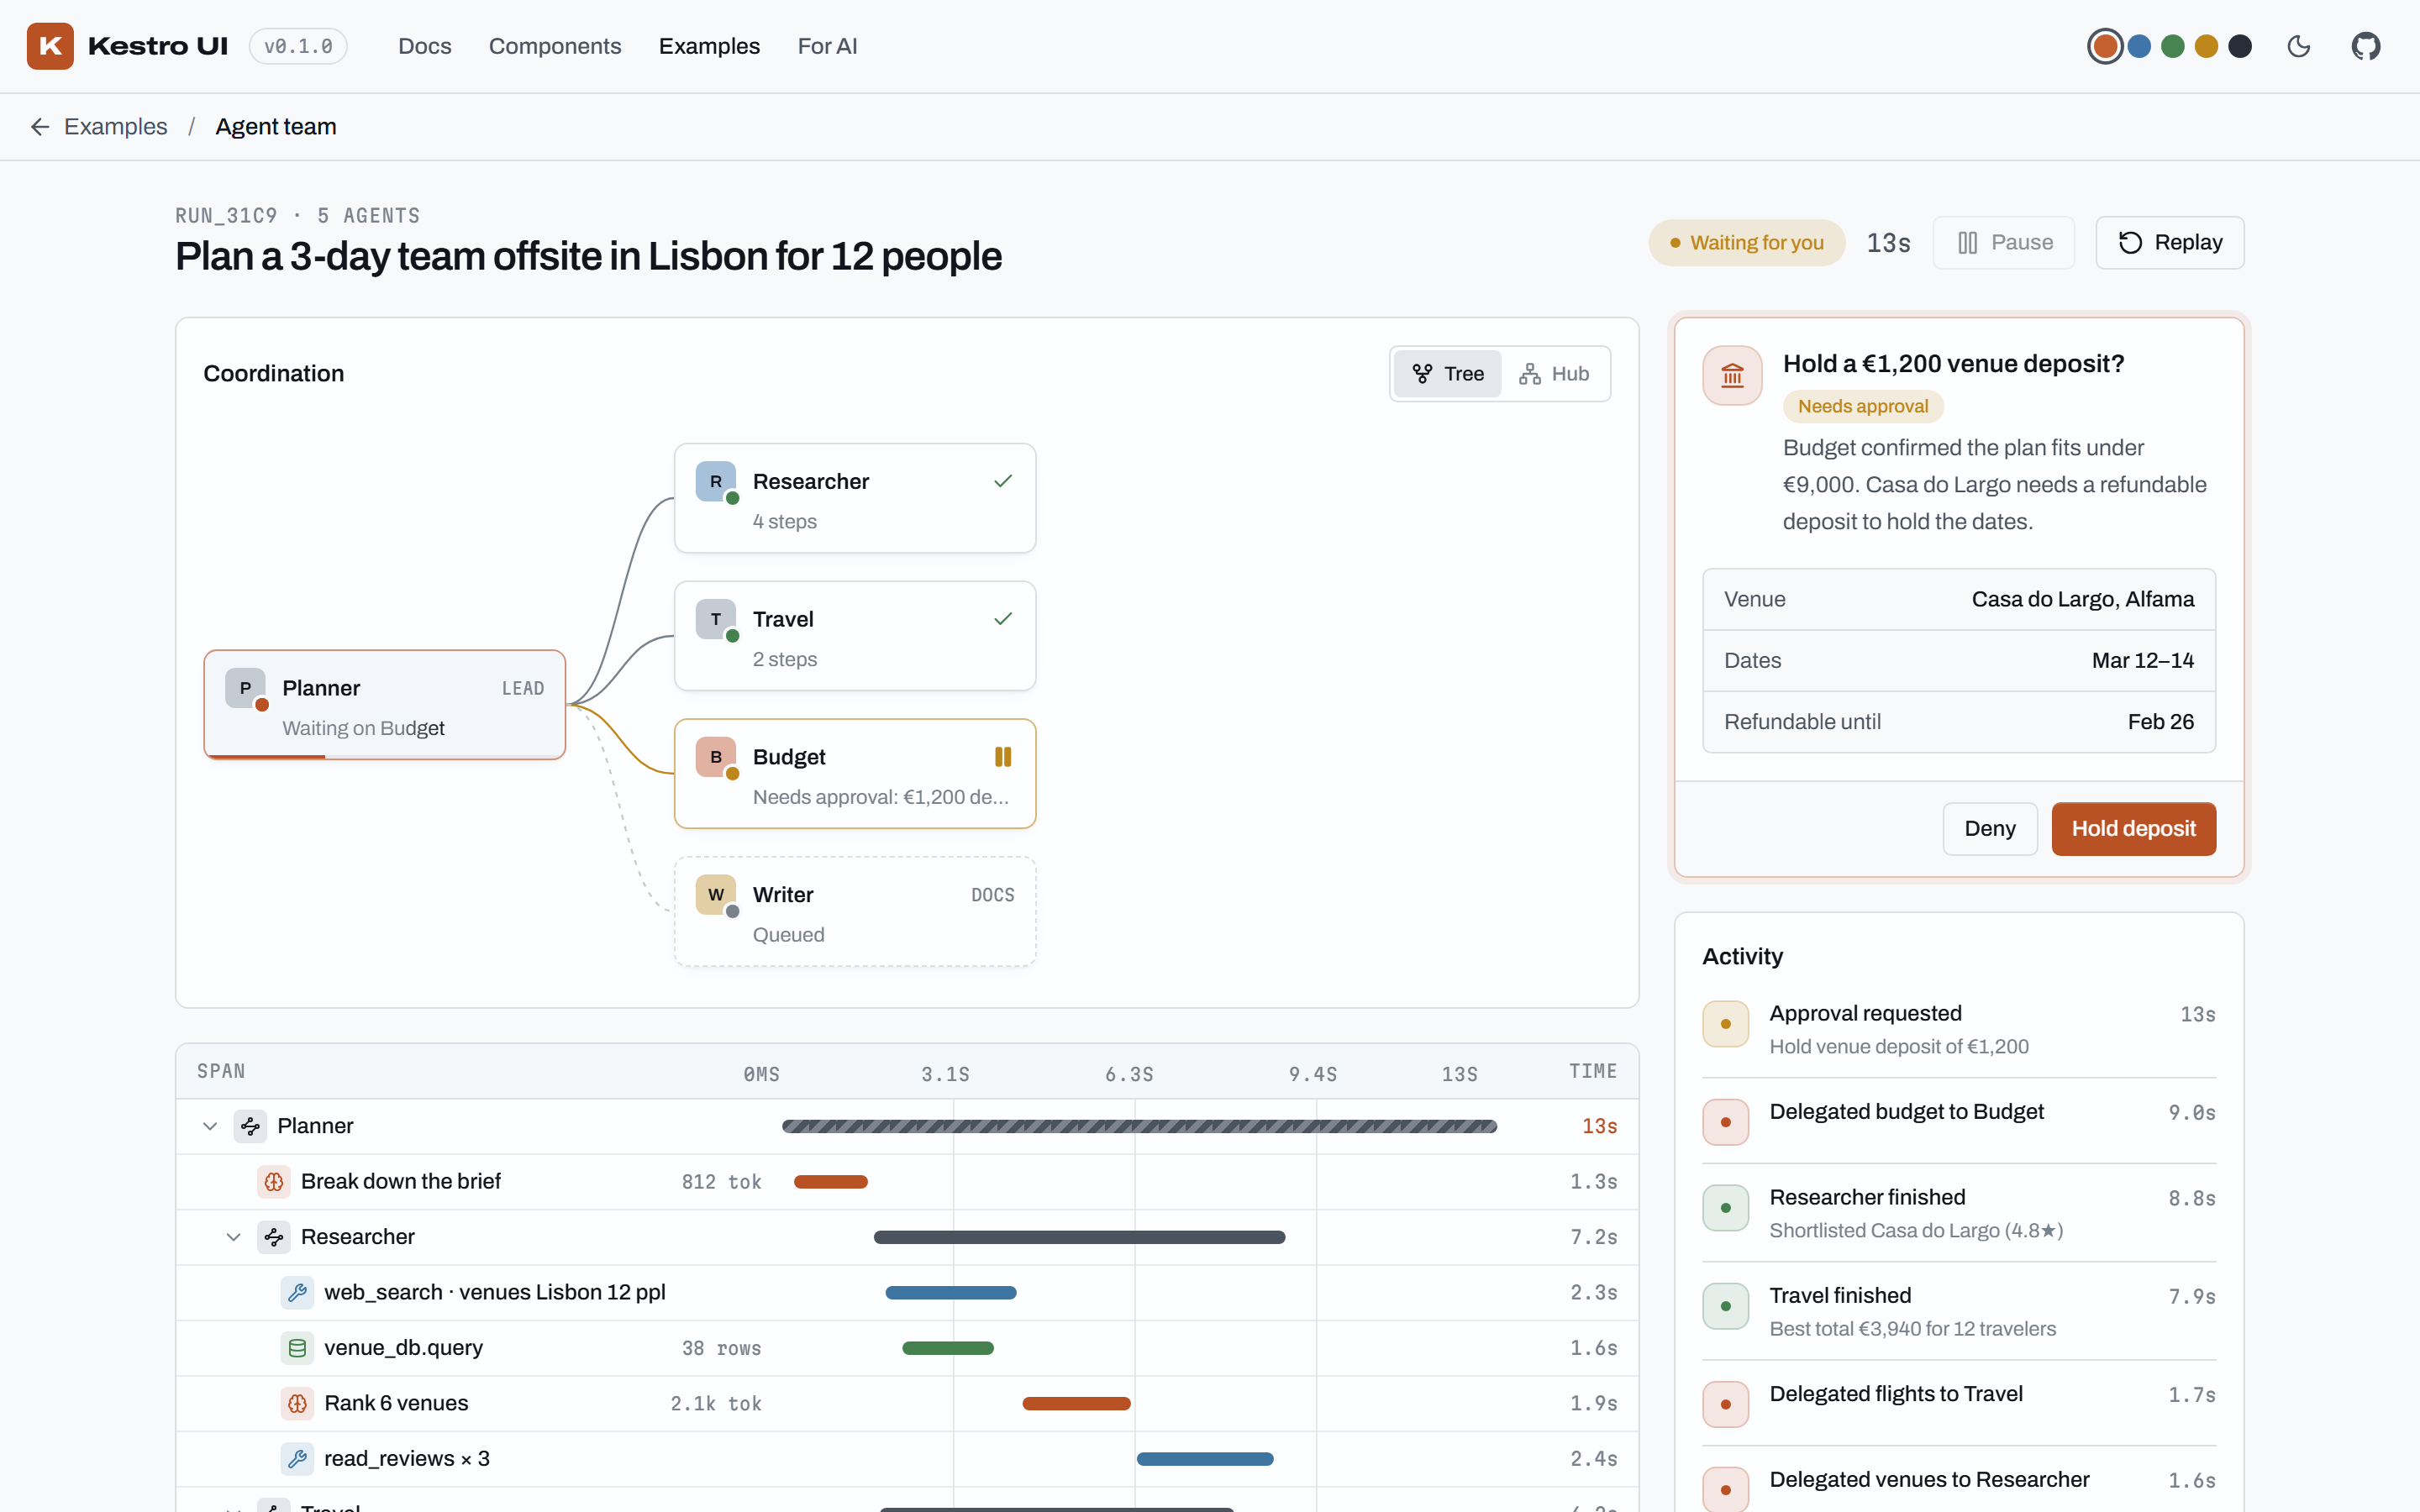 K Kestro UI v0.1.0 Docs Components Examples For AI
Examples / Agent team
RUN_31C9 · 5 AGENTS
Plan a 3-day team offsite in Lisbon for 12 people
Waiting for you 13s Pause Replay
Coordination
Tree Hub
P Planner LEAD
Waiting on Budget
R Researcher
4 steps
T Travel
2 steps
B Budget
Needs approval: €1,200 de...
W Writer DOCS
Queued
Hold a €1,200 venue deposit?
Needs approval
Budget confirmed the plan fits under
€9,000. Casa do Largo needs a refundable
deposit to hold the dates.
Venue Casa do Largo, Alfama
Dates Mar 12–14
Refundable until Feb 26
Deny Hold deposit
SPAN 0MS 3.1S 6.3S 9.4S 13S TIME
Planner 13s
Break down the brief 812 tok 1.3s
Researcher 7.2s
web_search · venues Lisbon 12 ppl 2.3s
venue_db.query 38 rows 1.6s
Rank 6 venues 2.1k tok 1.9s
read_reviews × 3 2.4s
Travel
Activity
Approval requested 13s
Hold venue deposit of €1,200
Delegated budget to Budget 9.0s
Researcher finished 8.8s
Shortlisted Casa do Largo (4.8★)
Travel finished 7.9s
Best total €3,940 for 12 travelers
Delegated flights to Travel 1.7s
Delegated venues to Researcher 1.6s